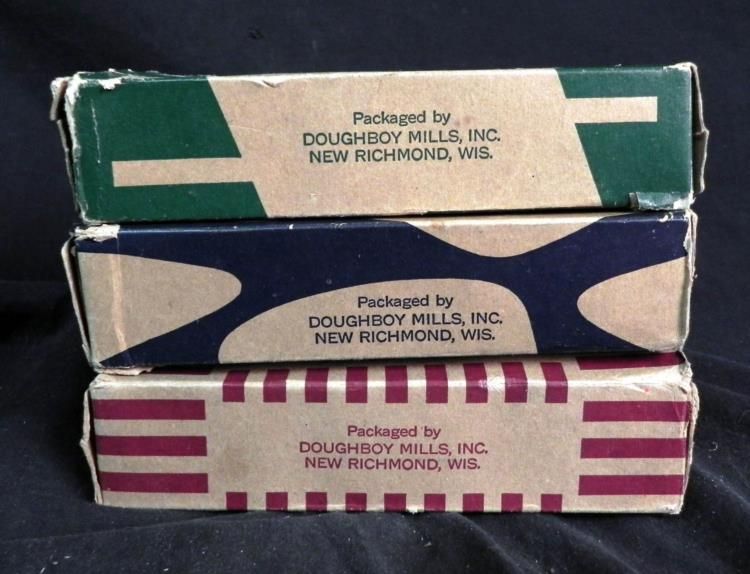 Packaged by
DOUGHBOY MILLS, INC.
NEW RICHMOND, WIS.
Packaged by
DOUGHBOY MILLS, INC.
NEW RICHMOND, WIS.
Packaged by
DOUGHBOY MILLS, INC.
NEW RICHMOND, WIS.